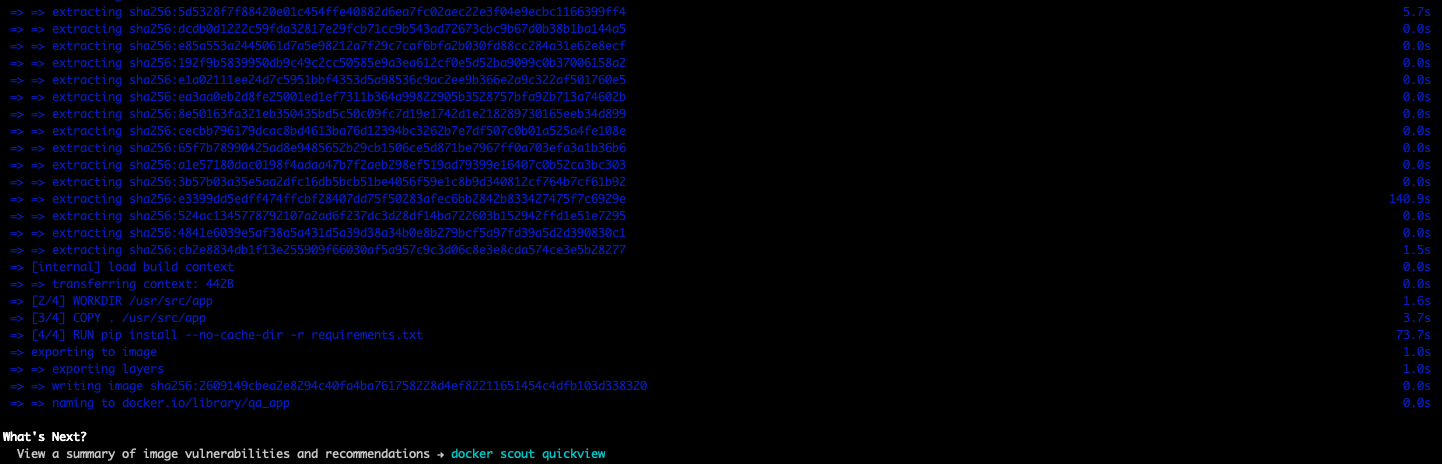 => => extracting sha256:5d5328f7f88420e01c454ffe40882d6ea7fc02aec22e3f04e9ecbc1166399ff4 5.7s
=> => extracting sha256:dcdb0d1222c59fda32817e29fcb71cc9b543ad72673cbc9b67d0b38b1ba144a5 0.0s
=> => extracting sha256:e85a553a2445061d7a5e98212a7f29c7caf6bfa2b030fd88cc284a31e62e8ecf 0.0s
=> => extracting sha256:192f9b5839950db9c49c2cc50585e9a3ea612cf0e5d52ba9099c0b37006158a2 0.0s
=> => extracting sha256:e1a02111ee24d7c5951bbf4353d5a98536c9ac2ee9b366e2a9c322af501760e5 0.0s
=> => extracting sha256:ea3aa0eb2d8fe25001ed1ef7311b364a99822905b3528757bfa92b713a74602b 0.0s
=> => extracting sha256:8e50163fa321eb350435bd5c50c09fc7d19e1742d1e218289730165eeb34d899 0.0s
=> => extracting sha256:cecbb796179dcac8bd4613ba76d12394bc3262b7e7df507c0b01a525a4fe108e 0.0s
=> => extracting sha256:65f7b78990425ad8e9485652b29cb1506ce5d871be7967ff0a703efa3a1b36b6 0.0s
=> => extracting sha256:a1e57180dac0198f4adaa47b7f2aeb298ef519ad79399e16407c0b52ca3bc303 0.0s
=> => extracting sha256:3b57b03a35e5aa2dfc16db5bcb51be4056f59e1c8b9d340812cf764b7cf61b92 0.0s
=> => extracting sha256:e3399dd5edff474ffcbf28407dd75f50283afec6bb2842b833427475f7c6929e 140.9s
=> => extracting sha256:524ac1345778792107a2ad6f237dc3d28df14ba722603b152942ffd1e51e7295 0.0s
=> => extracting sha256:4841e6039e5af38a5a431d5a39d38a34b0e8b279bcf5a97fd39a5d2d390830c1 0.0s
=> => extracting sha256:cb2e8834db1f13e255909f66030af5a957c9c3d06c8e3e8cda574ce3e5b28277 1.5s
=> [internal] load build context 0.0s
=> => transferring context: 442B 0.0s
=> [2/4] WORKDIR /usr/src/app 1.6s
=> [3/4] COPY . /usr/src/app 3.7s
=> [4/4] RUN pip install --no-cache-dir -r requirements.txt 73.7s
=> exporting to image 1.0s
=> => exporting layers 1.0s
=> => writing image sha256:2609149cbea2e8294c40fa4ba761758228d4ef82211651454c4dfb103d338320 0.0s
=> => naming to docker.io/library/qa_app 0.0s
What's Next?
View a summary of image vulnerabilities and recommendations → docker scout quickview